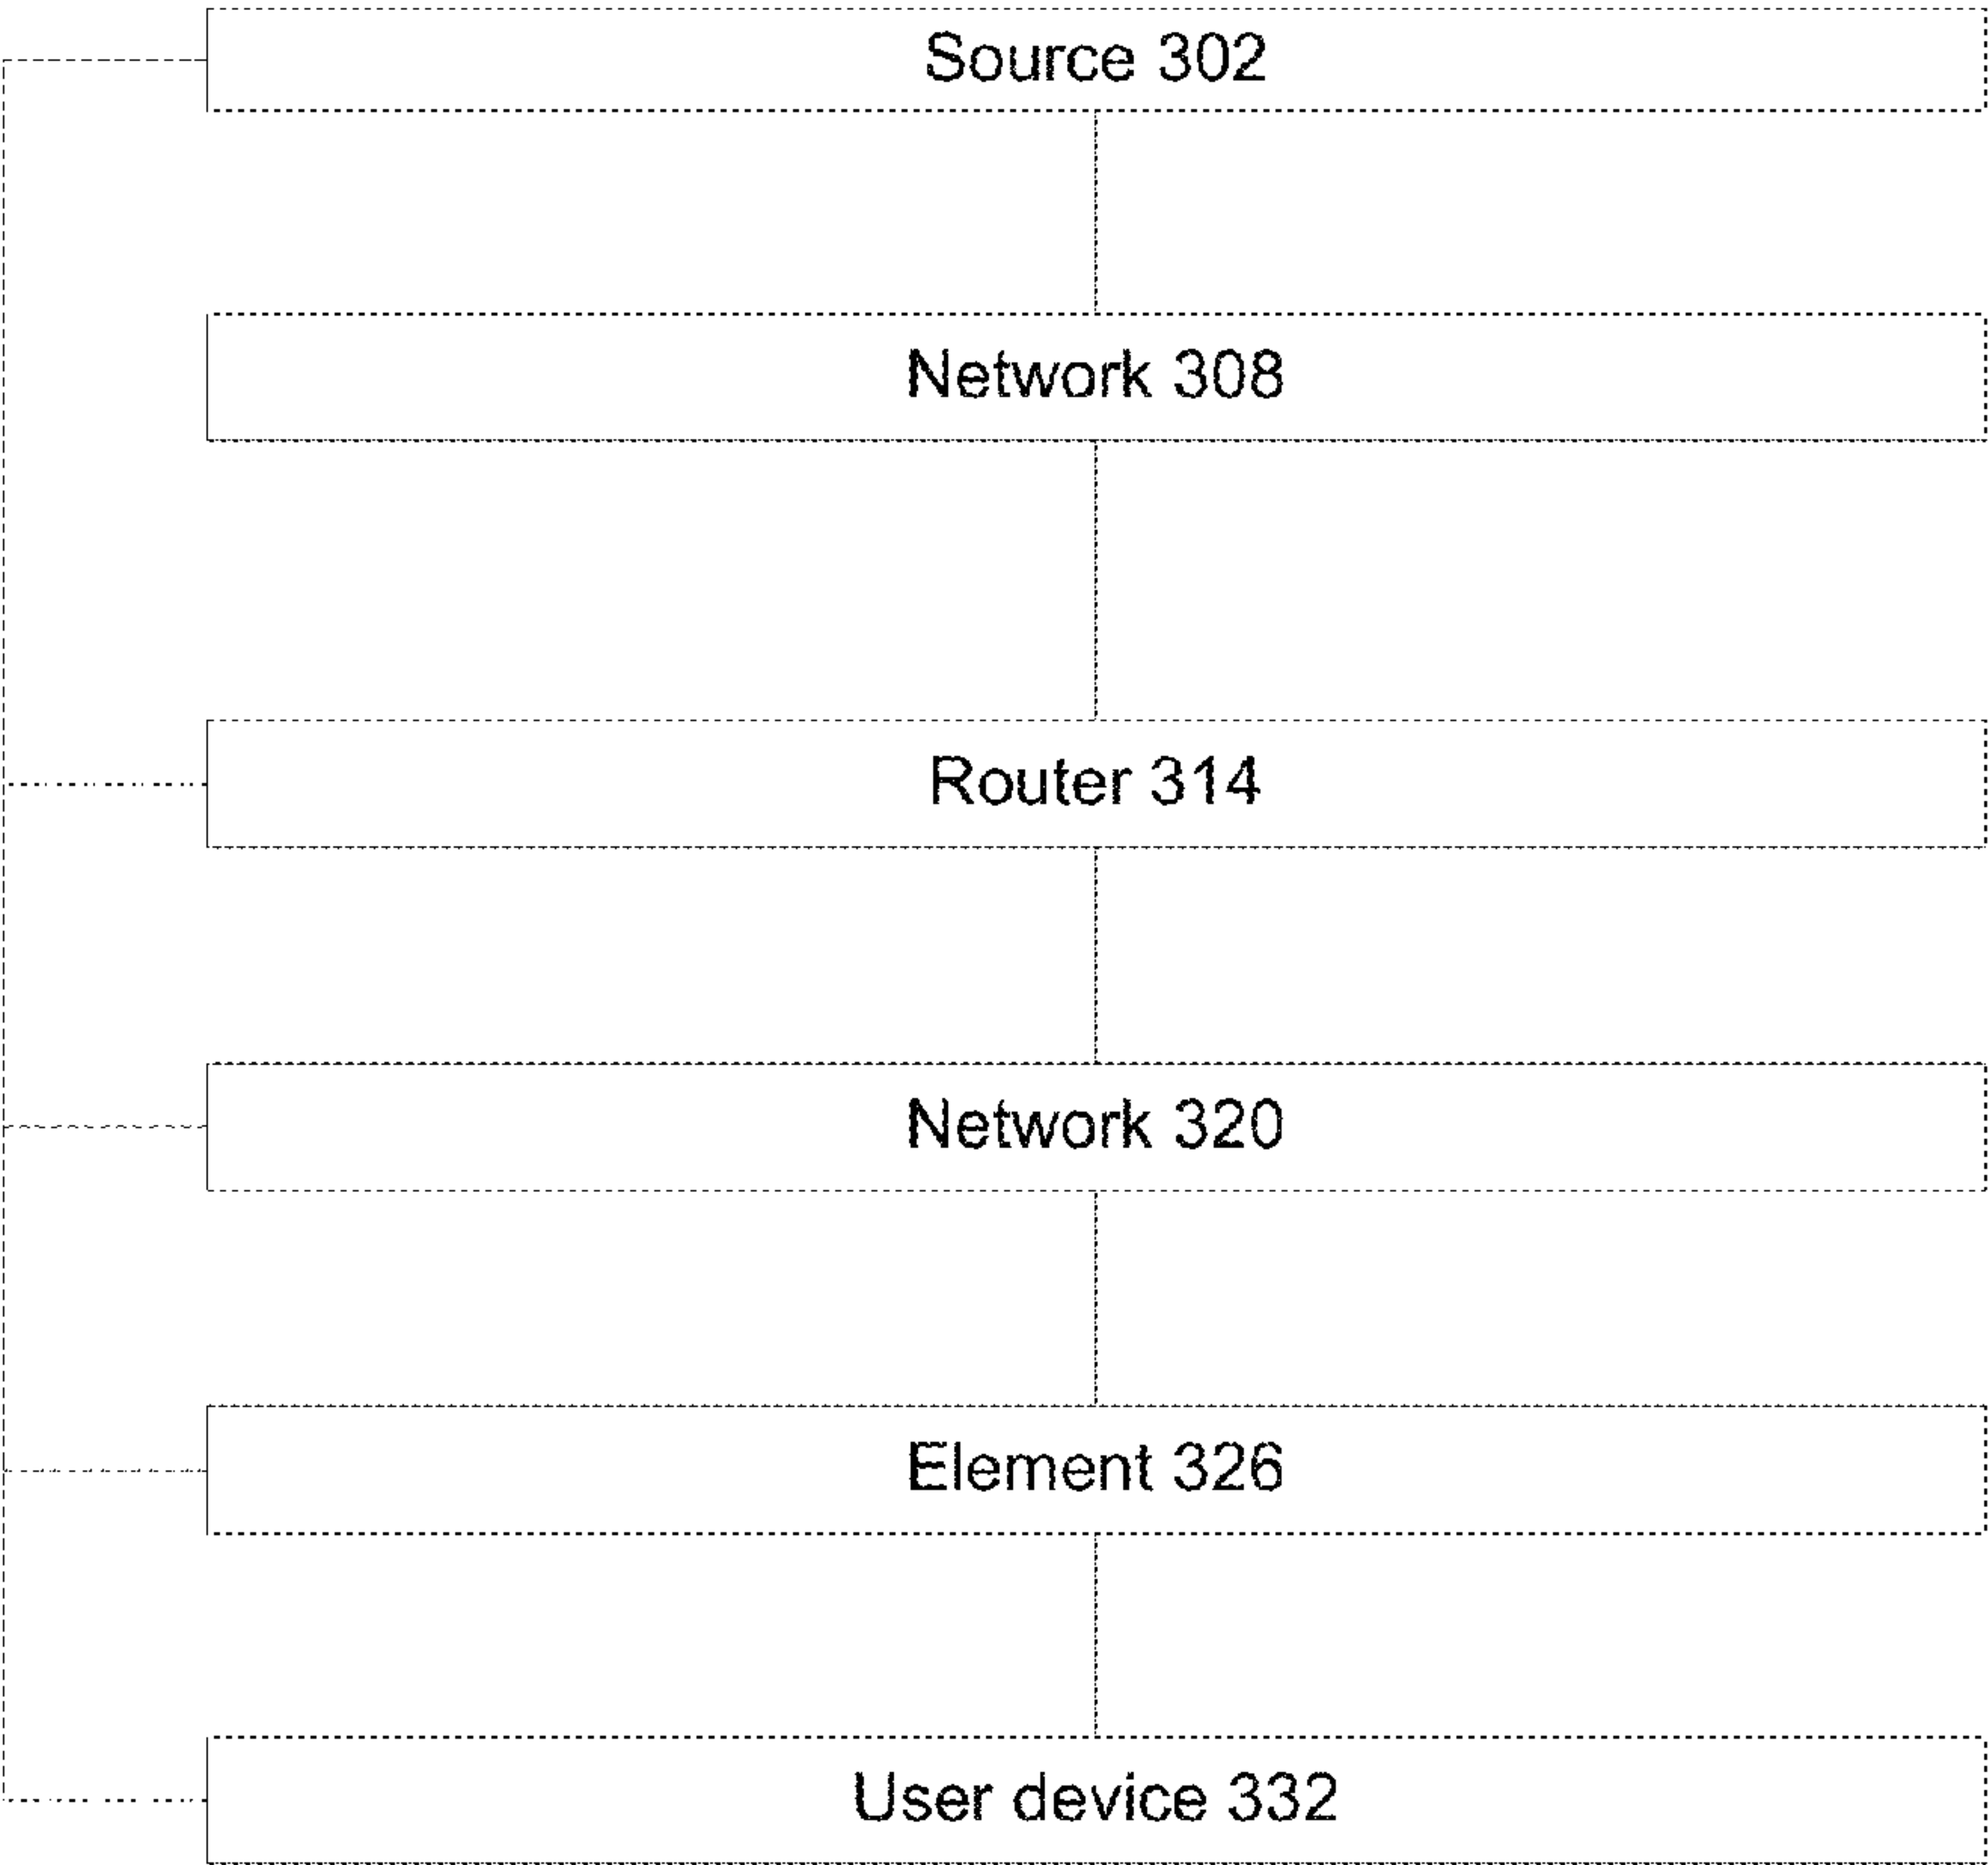 Source 302
Network 308
Router 314
Network 320
Element 326
User device 332